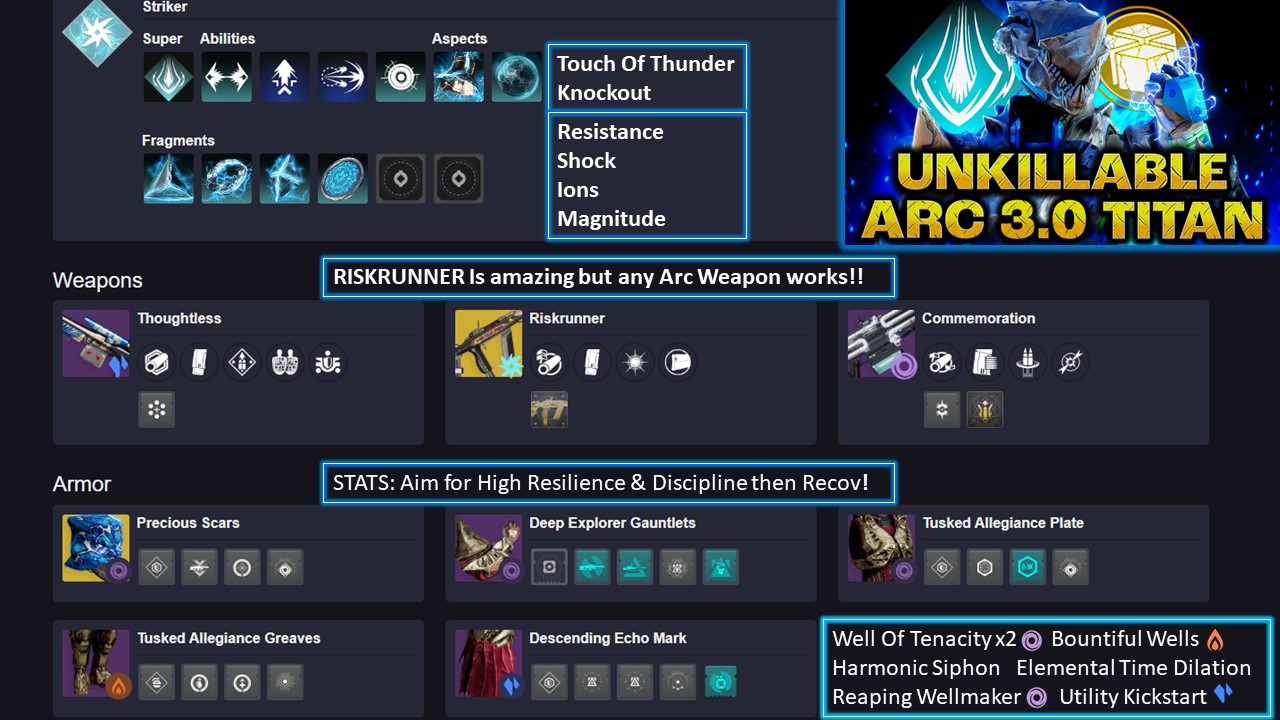 Striker
Super Abilities Aspects
Touch Of Thunder
Knockout
Fragments
Resistance
Shock
Ions
Magnitude
UNKILLABLE
ARC 3.0 TITAN
Weapons
RISKRUNNER Is amazing but any Arc Weapon works!!
Thoughtless
Riskrunner
Commemoration
Armor
STATS: Aim for High Resilience & Discipline then Recov!
Precious Scars
Deep Explorer Gauntlets
Tusked Allegiance Plate
Tusked Allegiance Greaves
Descending Echo Mark
Well Of Tenacity x2 Bountiful Wells
Harmonic Siphon Elemental Time Dilation
Reaping Wellmaker Utility Kickstart